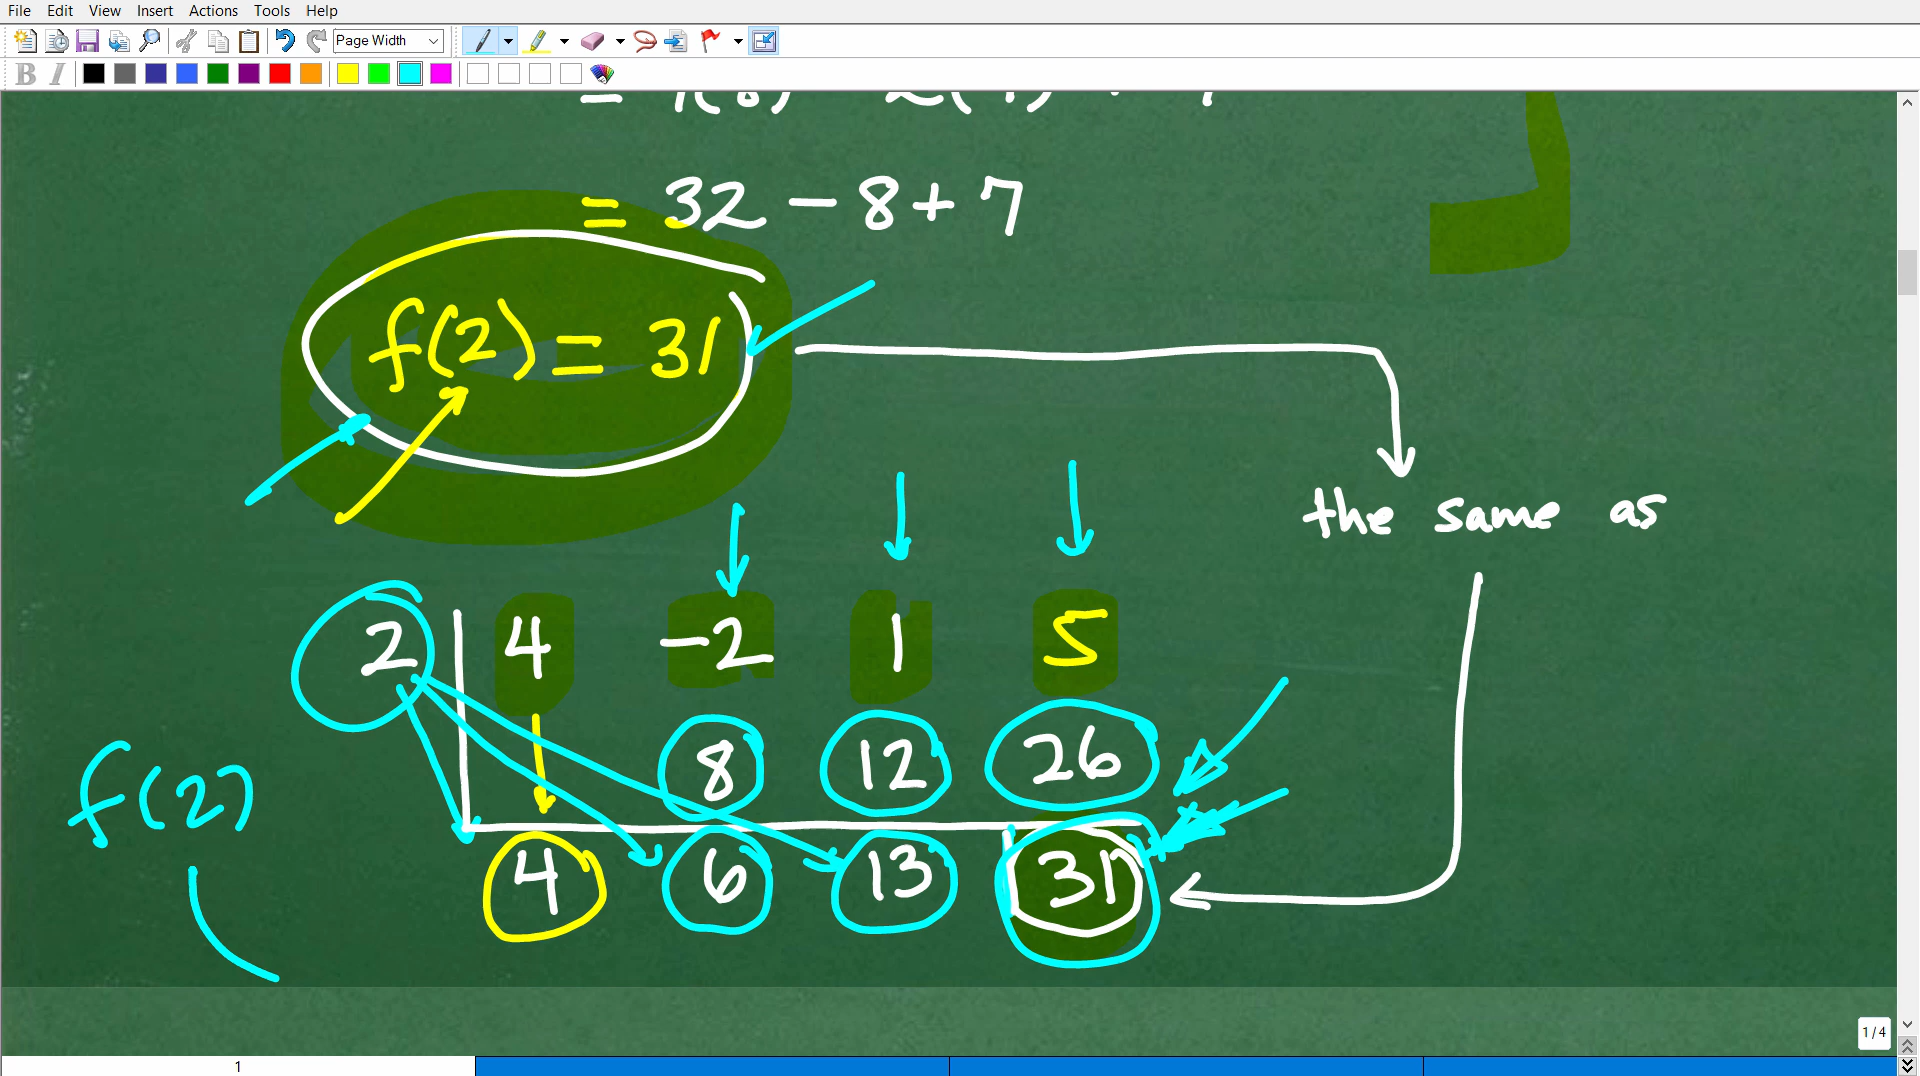 File Edit View Insert Actions Tools Help
Page Width
B I
= 32 - 8 + 7
f(2) = 31
the same as
2 4 -2 1 5
8 12 26
f(2)
4 6 13 31
1/4
1